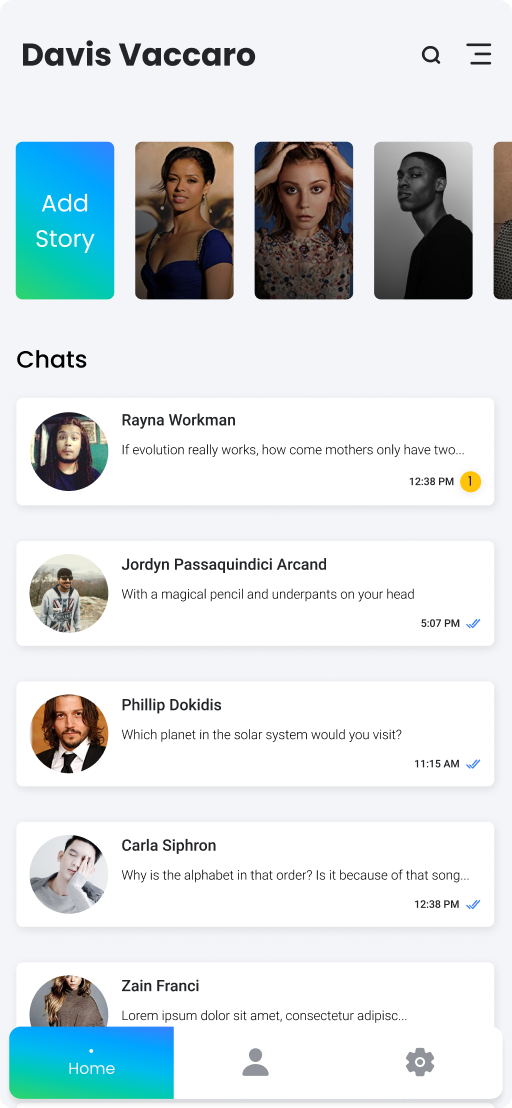 Davis Vaccaro
Add
Story
Chats
Rayna Workman
If evolution really works, how come mothers only have two...
12:38 PM 1
Jordyn Passaquindici Arcand
With a magical pencil and underpants on your head
5:07 PM
Phillip Dokidis
Which planet in the solar system would you visit?
11:15 AM
Carla Siphron
Why is the alphabet in that order? Is it because of that song...
12:38 PM
Zain Franci
Lorem ipsum dolor sit amet, consectetur adipisc...
Home